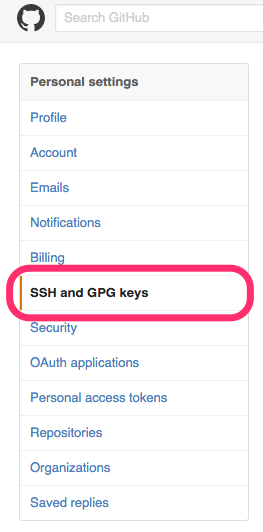 Search GitHub
Personal settings
Profile
Account
Emails
Notifications
Billing
SSH and GPG keys
Security
OAuth applications
Personal access tokens
Repositories
Organizations
Saved replies